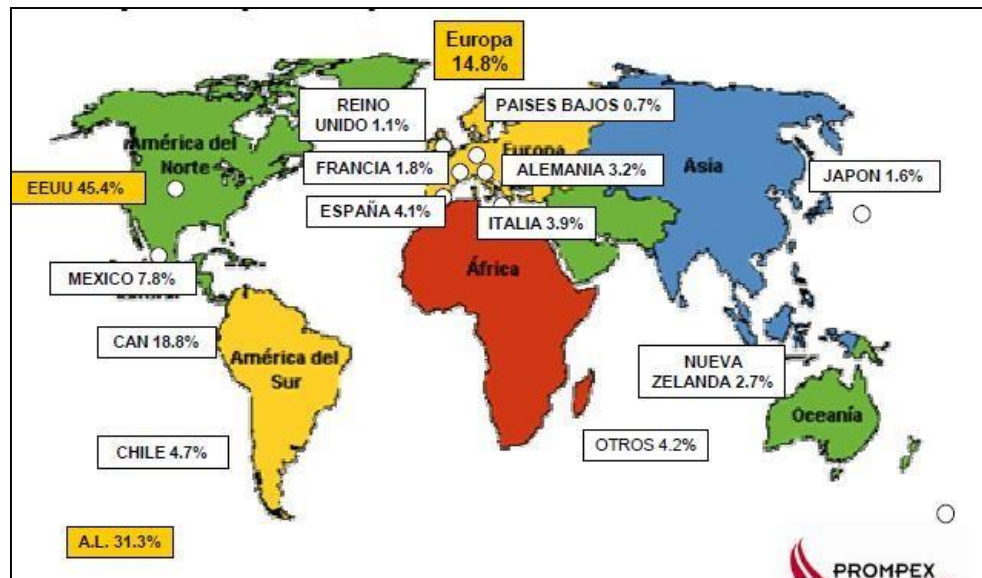 Europa
14.8%
REINO
UNIDO 1.1%
PAISES BAJOS 0.7%
América del
Norte
Europa
Asia
FRANCIA 1.8%
ALEMANIA 3.2%
JAPON 1.6%
EEUU 45.4%
ESPAÑA 4.1%
ITALIA 3.9%
África
MEXICO 7.8%
CAN 18.8%
América del
Sur
NUEVA
ZELANDA 2.7%
Oceanía
CHILE 4.7%
OTROS 4.2%
A.L. 31.3%
PROMPEX